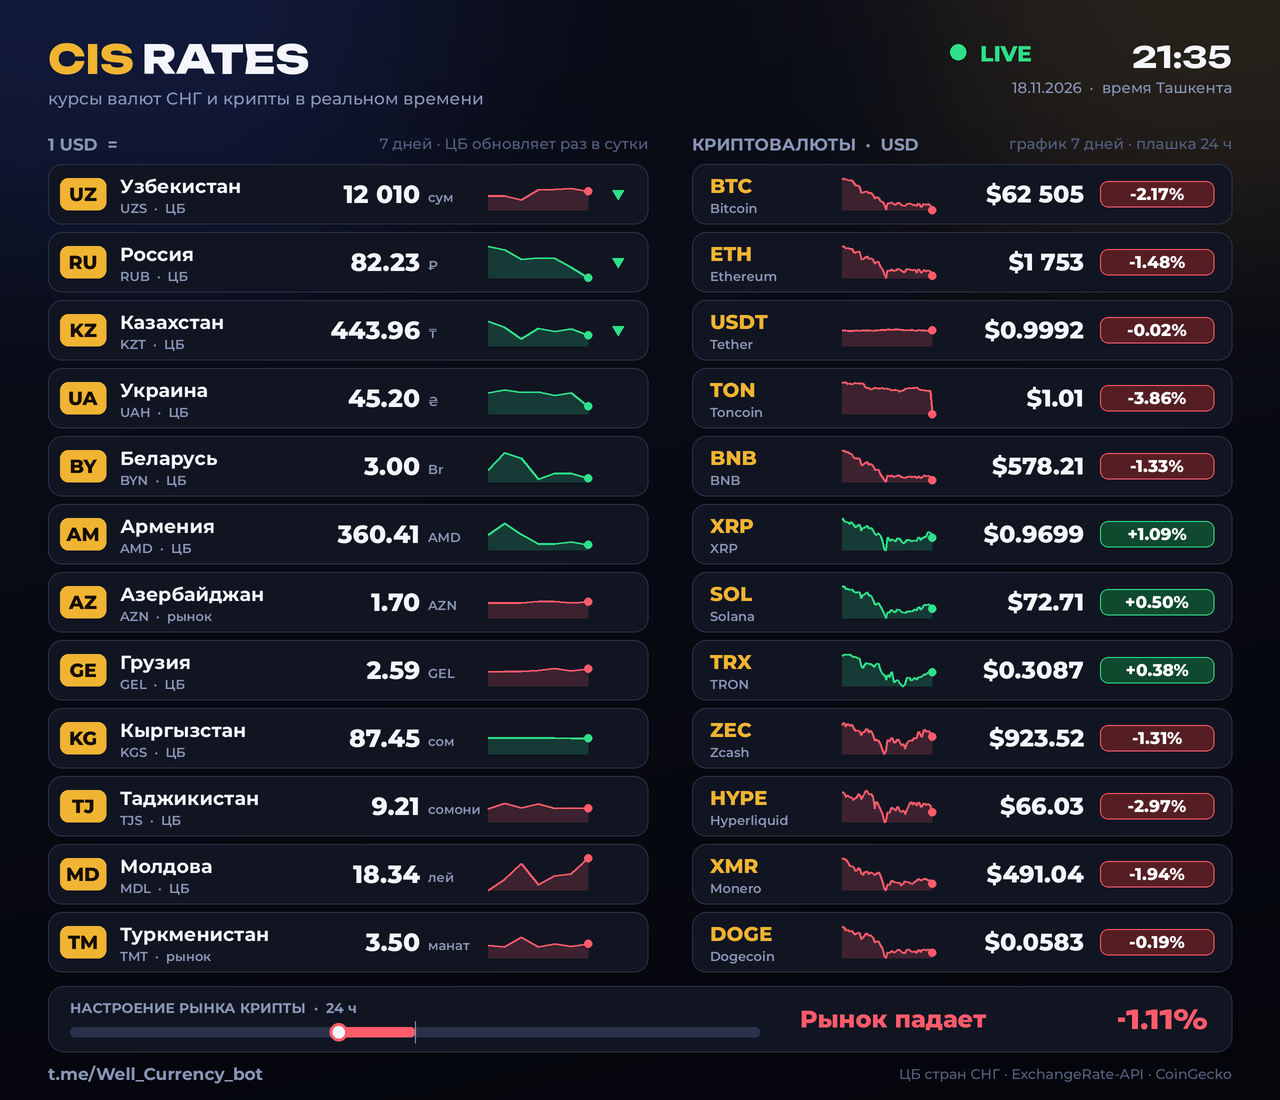 CIS RATES
курсы валют СНГ и крипты в реальном времени
LIVE
21:35
18.11.2026 · время Ташкента
1 USD =
7 дней · ЦБ обновляет раз в сутки
UZ Узбекистан 12 010 сум
UZS · ЦБ
RU Россия 82.23 ₽
RUB · ЦБ
KZ Казахстан 443.96 ₸
KZT · ЦБ
UA Украина 45.20 ₴
UAH · ЦБ
BY Беларусь 3.00 Br
BYN · ЦБ
AM Армения 360.41 AMD
AMD · ЦБ
AZ Азербайджан 1.70 AZN
AZN · рынок
GE Грузия 2.59 GEL
GEL · ЦБ
KG Кыргызстан 87.45 сом
KGS · ЦБ
TJ Таджикистан 9.21 сомони
TJS · ЦБ
MD Молдова 18.34 лей
MDL · ЦБ
TM Туркменистан 3.50 манат
TMT · рынок
КРИПТОВАЛЮТЫ · USD
график 7 дней · плашка 24 ч
BTC $62 505 -2.17%
Bitcoin
ETH $1 753 -1.48%
Ethereum
USDT $0.9992 -0.02%
Tether
TON $1.01 -3.86%
Toncoin
BNB $578.21 -1.33%
BNB
XRP $0.9699 +1.09%
XRP
SOL $72.71 +0.50%
Solana
TRX $0.3087 +0.38%
TRON
ZEC $923.52 -1.31%
Zcash
HYPE $66.03 -2.97%
Hyperliquid
XMR $491.04 -1.94%
Monero
DOGE $0.0583 -0.19%
Dogecoin
НАСТРОЕНИЕ РЫНКА КРИПТЫ · 24 ч
Рынок падает
-1.11%
t.me/Well_Currency_bot
ЦБ стран СНГ · ExchangeRate-API · CoinGecko